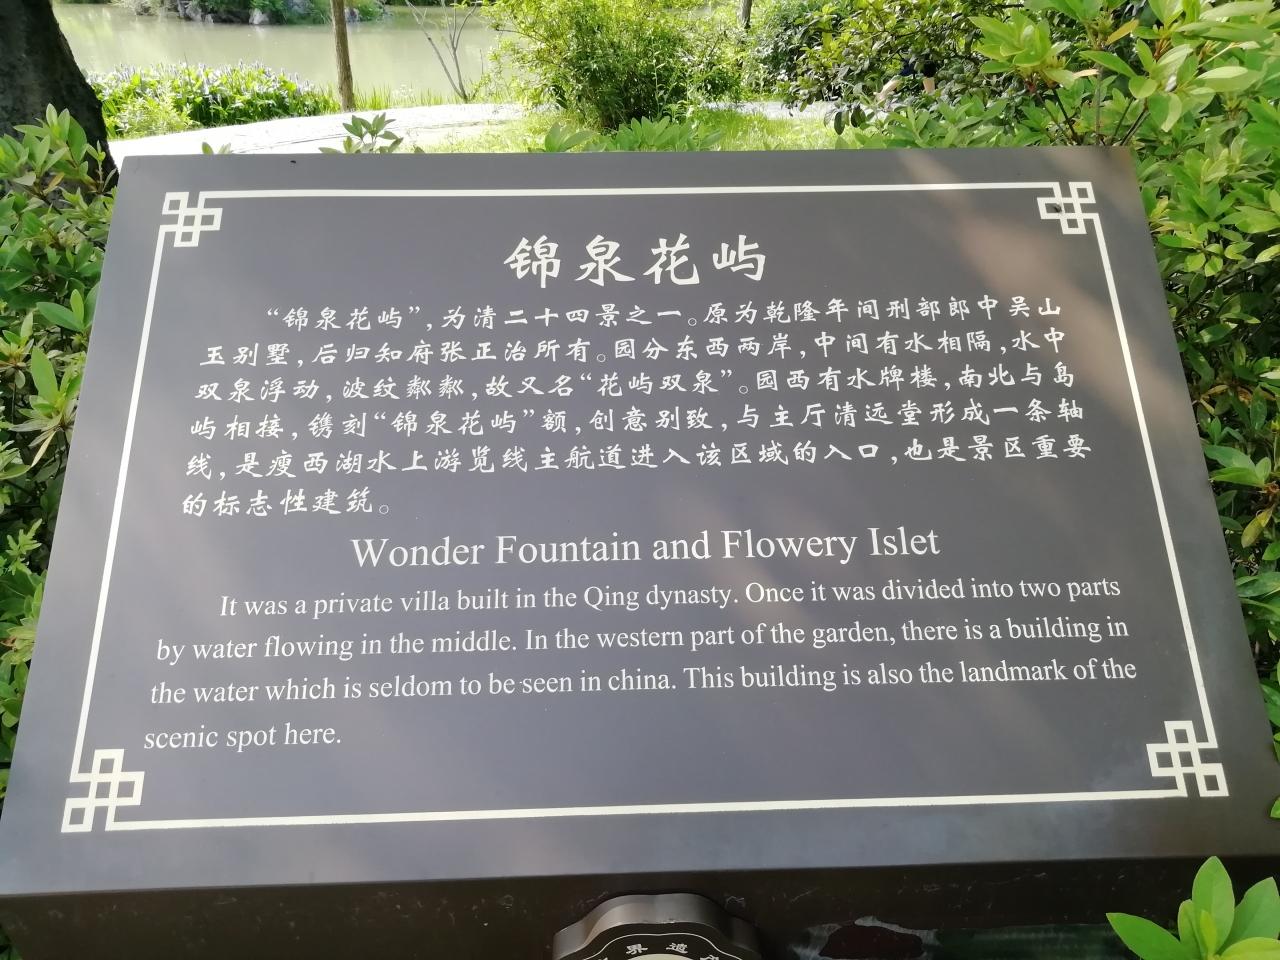 锦泉花屿
“锦泉花屿”,为清二十四景之一。原为乾隆年间刑部郎中吴山
玉别墅,后归知府张正治所有。园分东西两岸,中间有水相隔,水中
双泉浮动,波纹粼粼,故又名“花屿双泉”。园西有水牌楼,南北与岛
屿相接,镌刻“锦泉花屿”额,创意别致,与主厅清远堂形成一条轴
线,是瘦西湖水上游览线主航道进入该区域的入口,也是景区重要
的标志性建筑。
Wonder Fountain and Flowery Islet
It was a private villa built in the Qing dynasty. Once it was divided into two parts
by water flowing in the middle. In the western part of the garden, there is a building in
the water which is seldom to be seen in china. This building is also the landmark of the
scenic spot here.
界遗